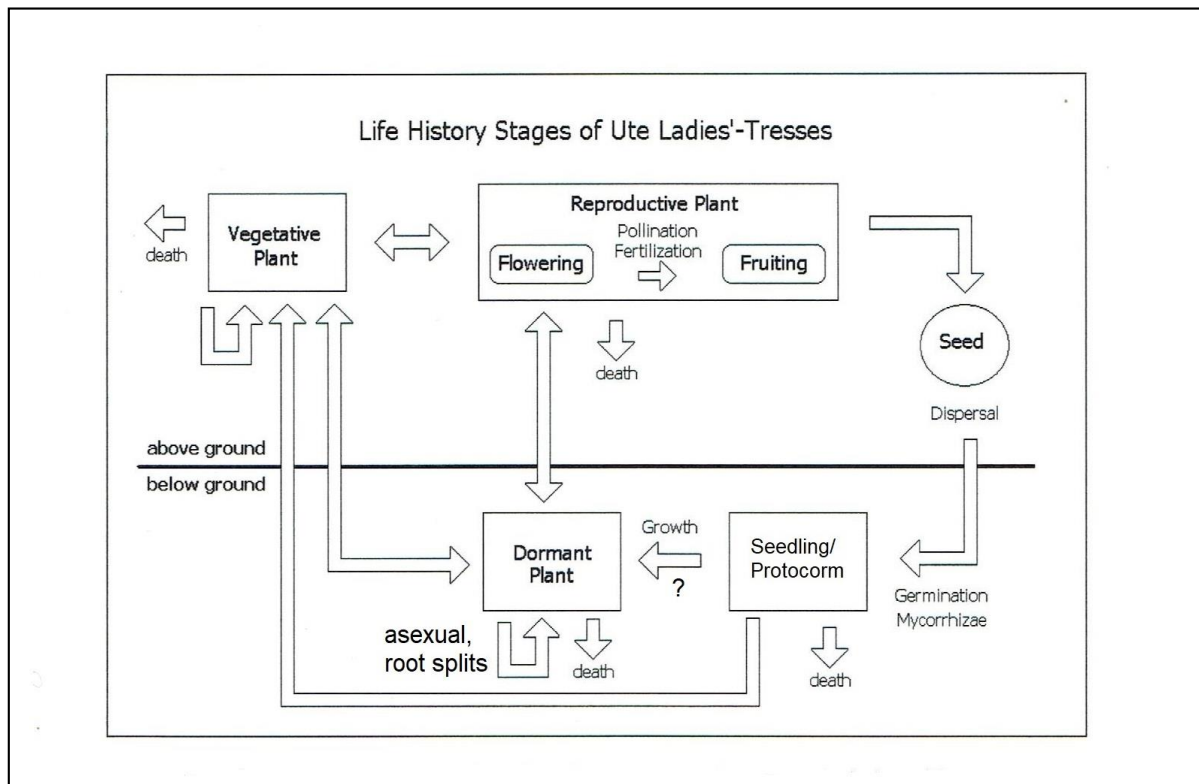 Life History Stages of Ute Ladies'-Tresses
death
Vegetative
Plant
Reproductive Plant
Flowering
Pollination
Fertilization
Fruiting
death
Seed
Dispersal
above ground
below ground
Dormant
Plant
Growth
?
Seedling/
Protocorm
Germination
Mycorrhizae
asexual,
root splits
death
death